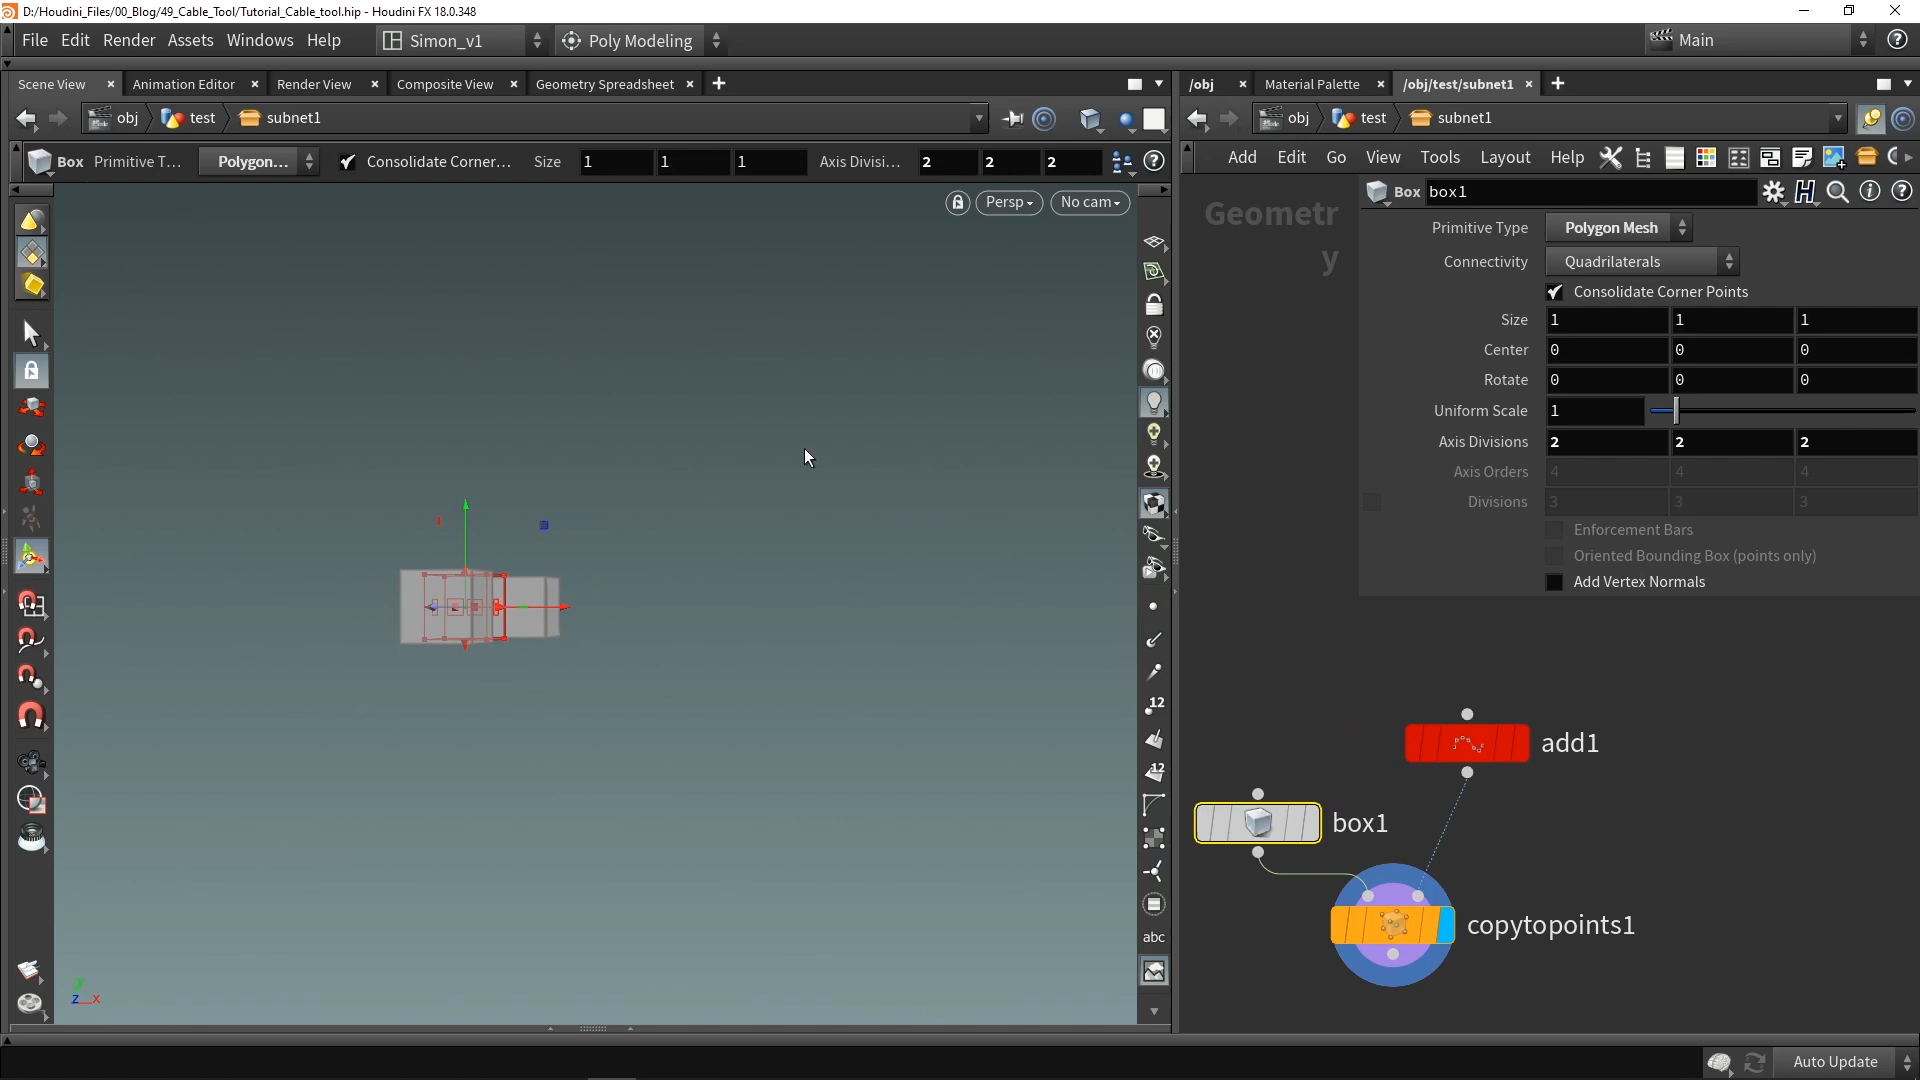 D:/Houdini_Files/00_Blog/49_Cable_Tool/Tutorial_Cable_tool.hip - Houdini FX 18.0.348
File Edit Render Assets Windows Help Simon_v1 Poly Modeling Main
Scene View Animation Editor Render View Composite View Geometry Spreadsheet
/obj Material Palette /obj/test/subnet1
obj test subnet1
obj test subnet1
Box Primitive T... Polygon... Consolidate Corner... Size 1 1 1 Axis Divisi... 2 2 2
Add Edit Go View Tools Layout Help
Persp No cam
Geometr
y
Box box1
Primitive Type Polygon Mesh
Connectivity Quadrilaterals
Consolidate Corner Points
Size 1 1 1
Center 0 0 0
Rotate 0 0 0
Uniform Scale 1
Axis Divisions 2 2 2
Axis Orders 4 4 4
Divisions 3 3 3
Enforcement Bars
Oriented Bounding Box (points only)
Add Vertex Normals
12
12
abc
add1
box1
copytopoints1
y
z x
Auto Update